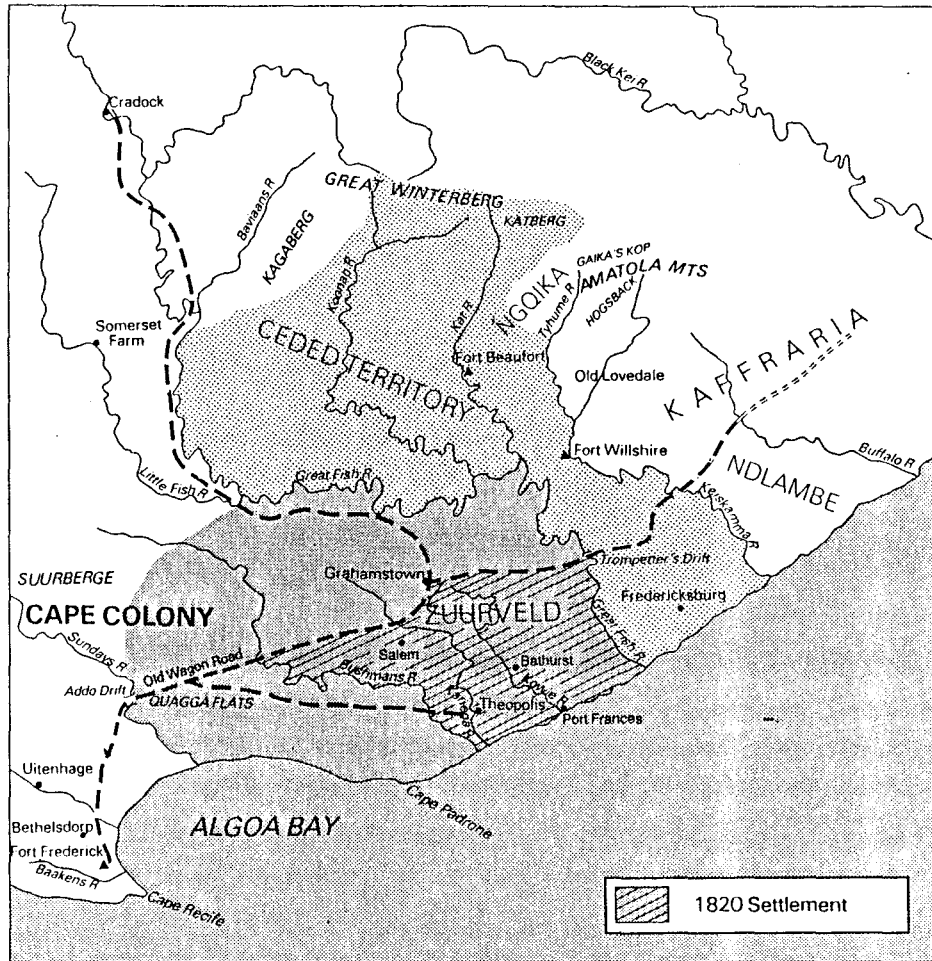 Black Kei R
Cradock
GREAT WINTERBERG
Baviaans R
KAGABERG
KATBERG
GAIKA'S KOP
AMATOLA MTS
NGQIKA
Tyhume R
HOGSBACK
Koonap R
Kat R
Somerset
Farm
CEDED TERRITORY
Fort Beaufort
Old Lovedale
KAFFRARIA
Fort Willshire
Buffalo R
NDLAMBE
Keiskamma R
Great Fish R
Little Fish R
Trompetter's Drift
SUURBERGE
Grahamstown
ZUURVELD
Fredericksburg
CAPE COLONY
Great Fish R
Sundays R
Salem
Old Wagon Road
Bushmans R
Bathurst
Kowie R
Addo Drift
QUAGGA FLATS
Theopolis
Port Frances
Uitenhage
Cape Padrone
Bethelsdorp
ALGOA BAY
Fort Frederick
Baakens R
Cape Recife
1820 Settlement